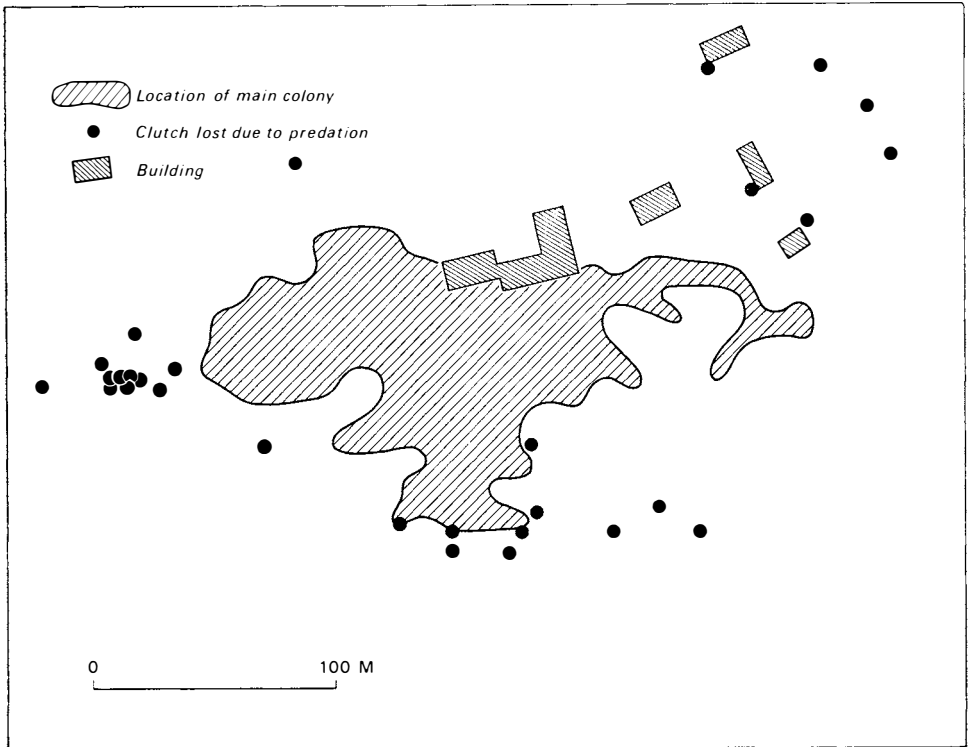 Location of main colony
Clutch lost due to predation
Building
0 100 M